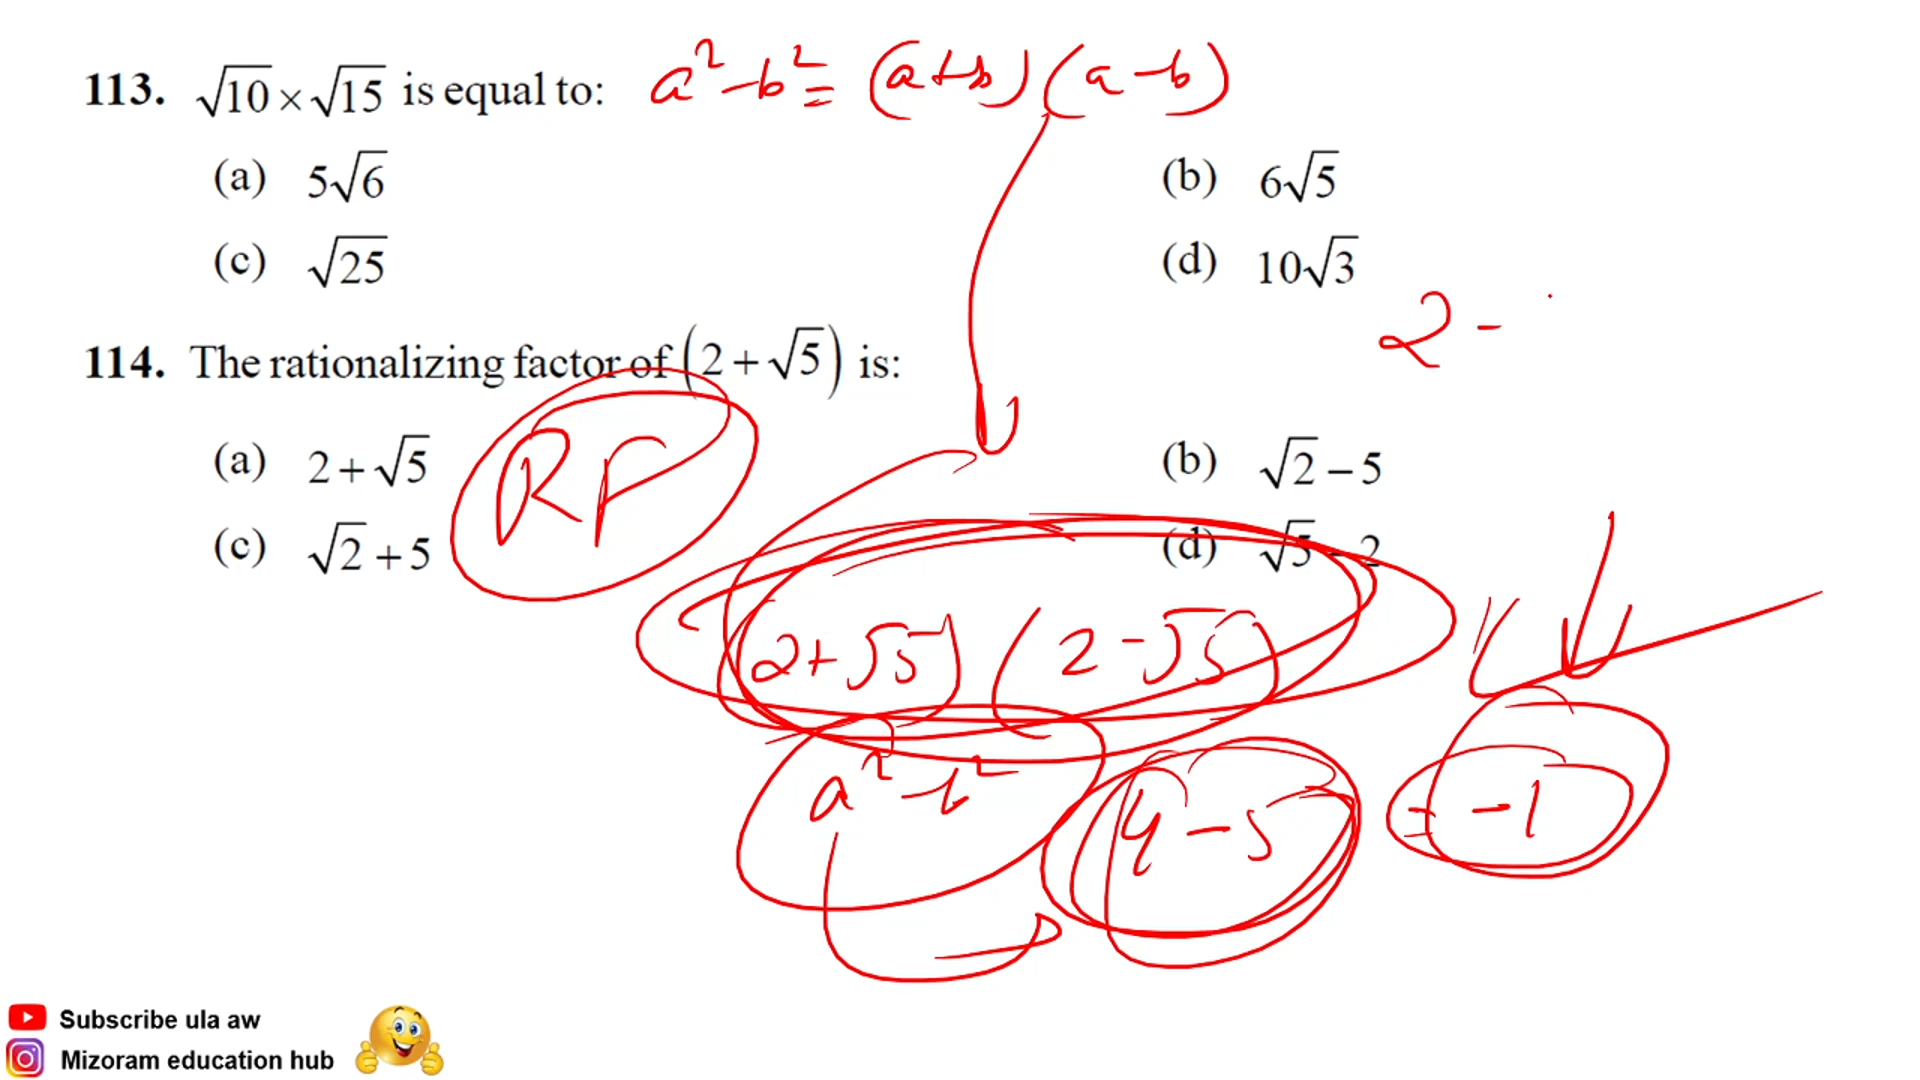 113. √10 × √15 is equal to: a² - b² = (a+b) (a-b)
(a) 5√6 (b) 6√5
(c) √25 (d) 10√3
2 -
114. The rationalizing factor of (2 + √5) is:
(a) 2 + √5 (b) √2 - 5
RF
(c) √2 + 5 (d) √5 - 2
2+√5) (2-√5)
a² - b² 4 - 5 = -1
Subscribe ula aw
Mizoram education hub